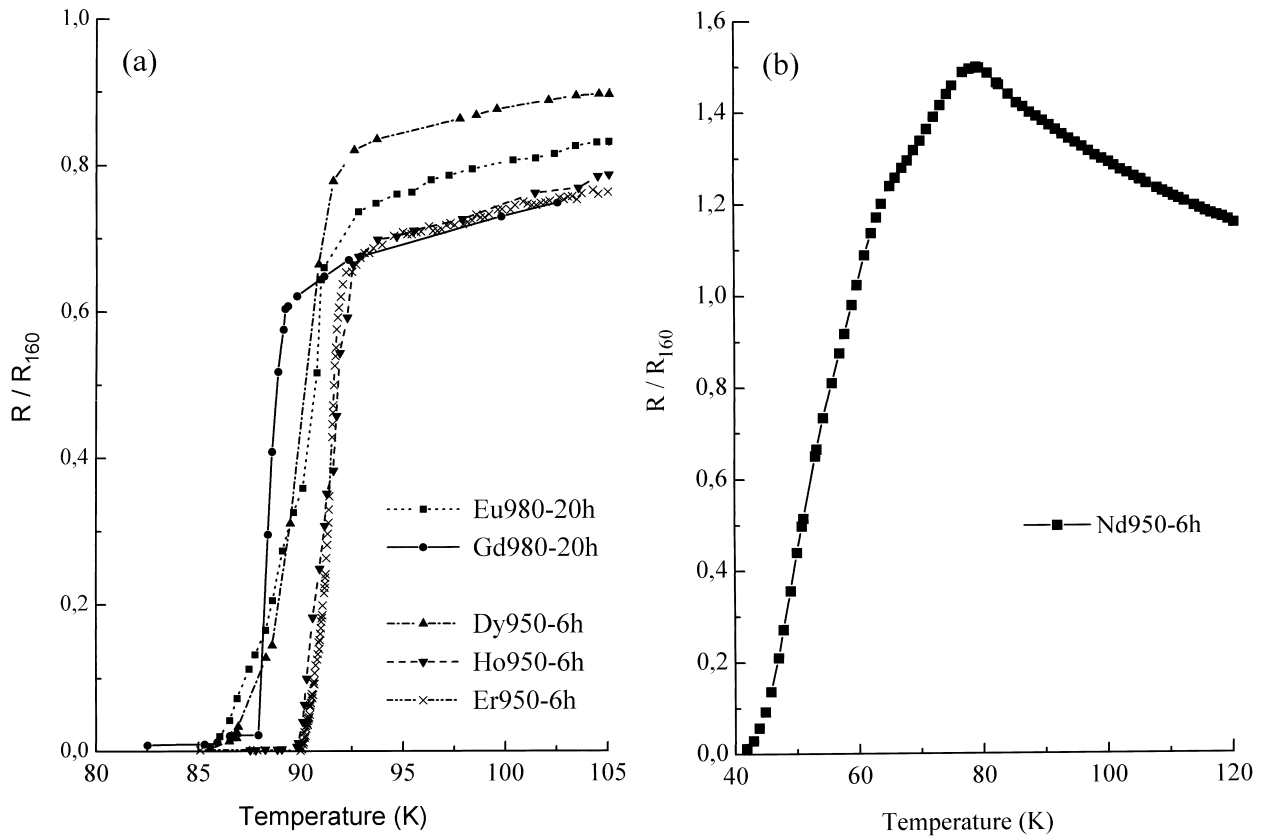 (a)
1,0
0,8
0,6
0,4
0,2
0,0
R / R160
80
85
90
95
100
105
Temperature (K)
Eu980-20h
Gd980-20h
Dy950-6h
Ho950-6h
Er950-6h
(b)
1,6
1,4
1,2
1,0
0,8
0,6
0,4
0,2
0,0
R / R160
40
60
80
100
120
Temperature (K)
Nd950-6h